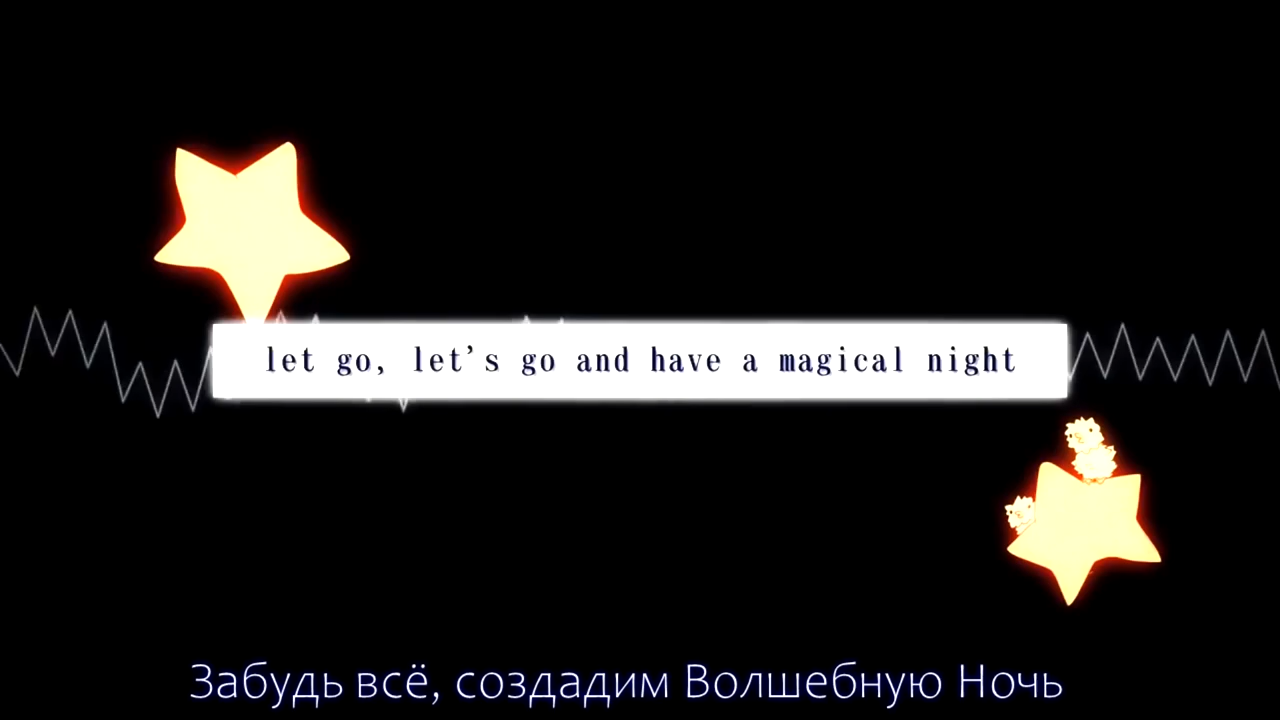 let go, let's go and have a magical night
Забудь всё, создадим Волшебную Ночь